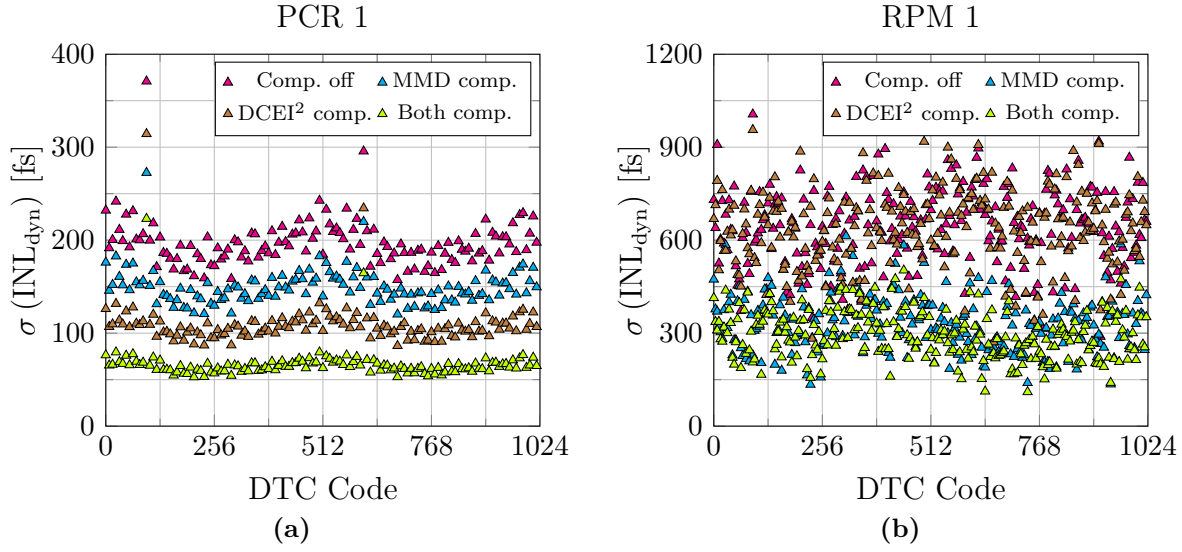 PCR 1
σ (INL_dyn) [fs]
400
300
200
100
0
Comp. off
MMD comp.
DCEI² comp.
Both comp.
0 256 512 768 1024
DTC Code
(a)
RPM 1
σ (INL_dyn) [fs]
1200
900
600
300
0
Comp. off
MMD comp.
DCEI² comp.
Both comp.
0 256 512 768 1024
DTC Code
(b)